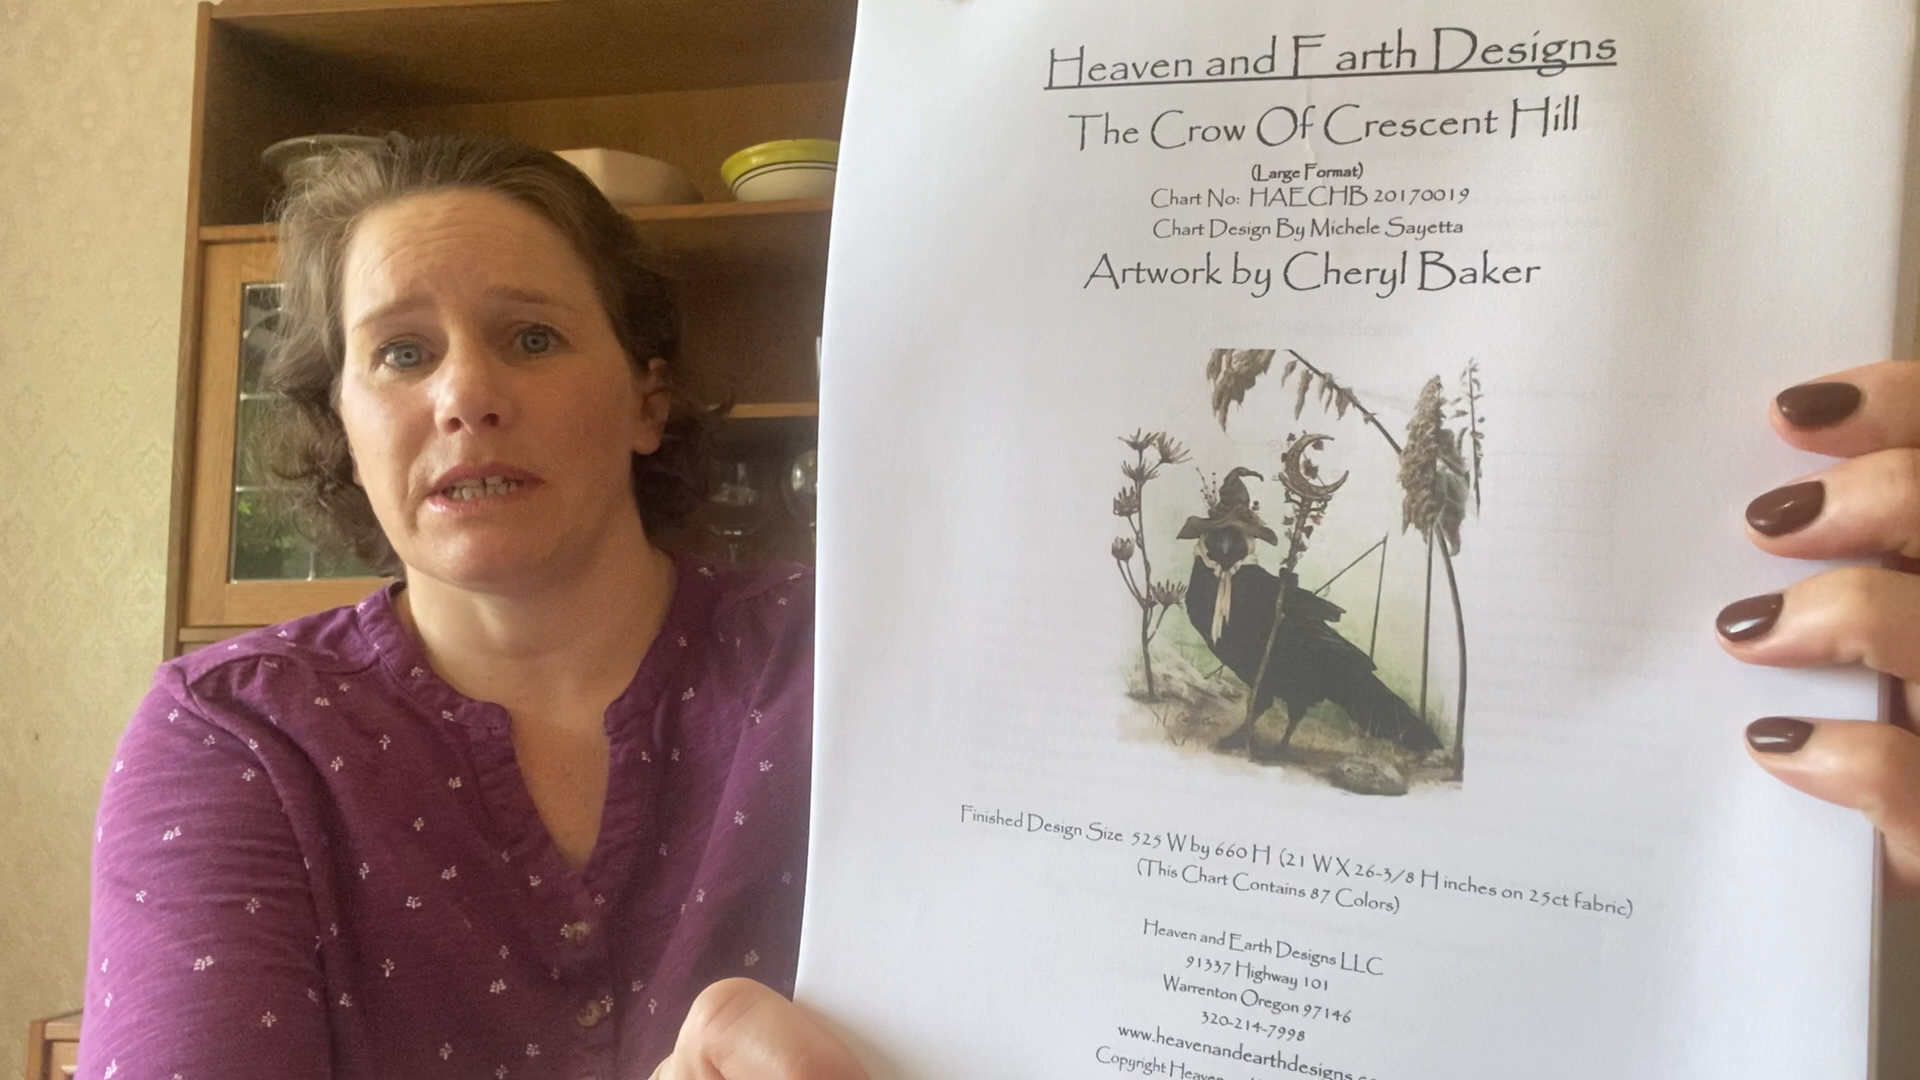 Heaven and Earth Designs
The Crow Of Crescent Hill
(Large Format)
Chart No: HAECHB 20170019
Chart Design By Michele Sayetta
Artwork by Cheryl Baker
Finished Design Size 525 W by 660 H (21 W X 26-3/8 H inches on 25ct fabric)
(This Chart Contains 87 Colors)
Heaven and Earth Designs LLC
91337 Highway 101
Warrenton Oregon 97146
320-214-7998
www.heavenandearthdesigns.
Copyright